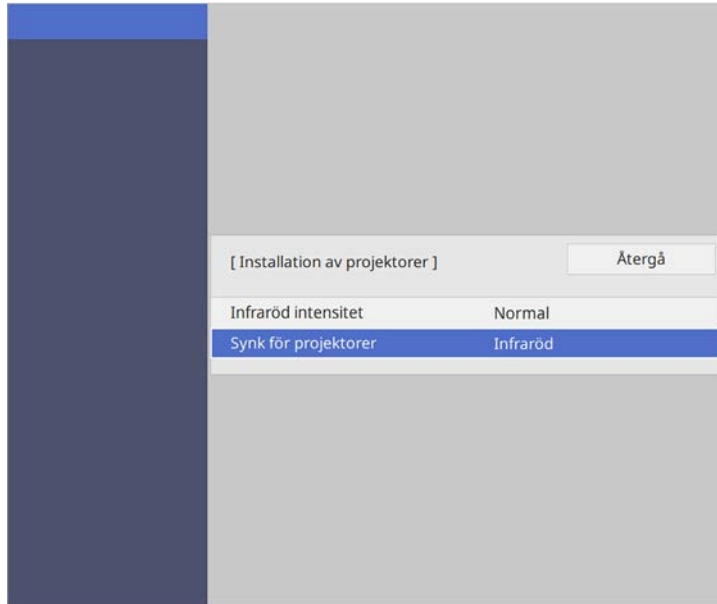 [ Installation av projektorer ] Återgå
Infraröd intensitet Normal
Synk för projektorer Infraröd